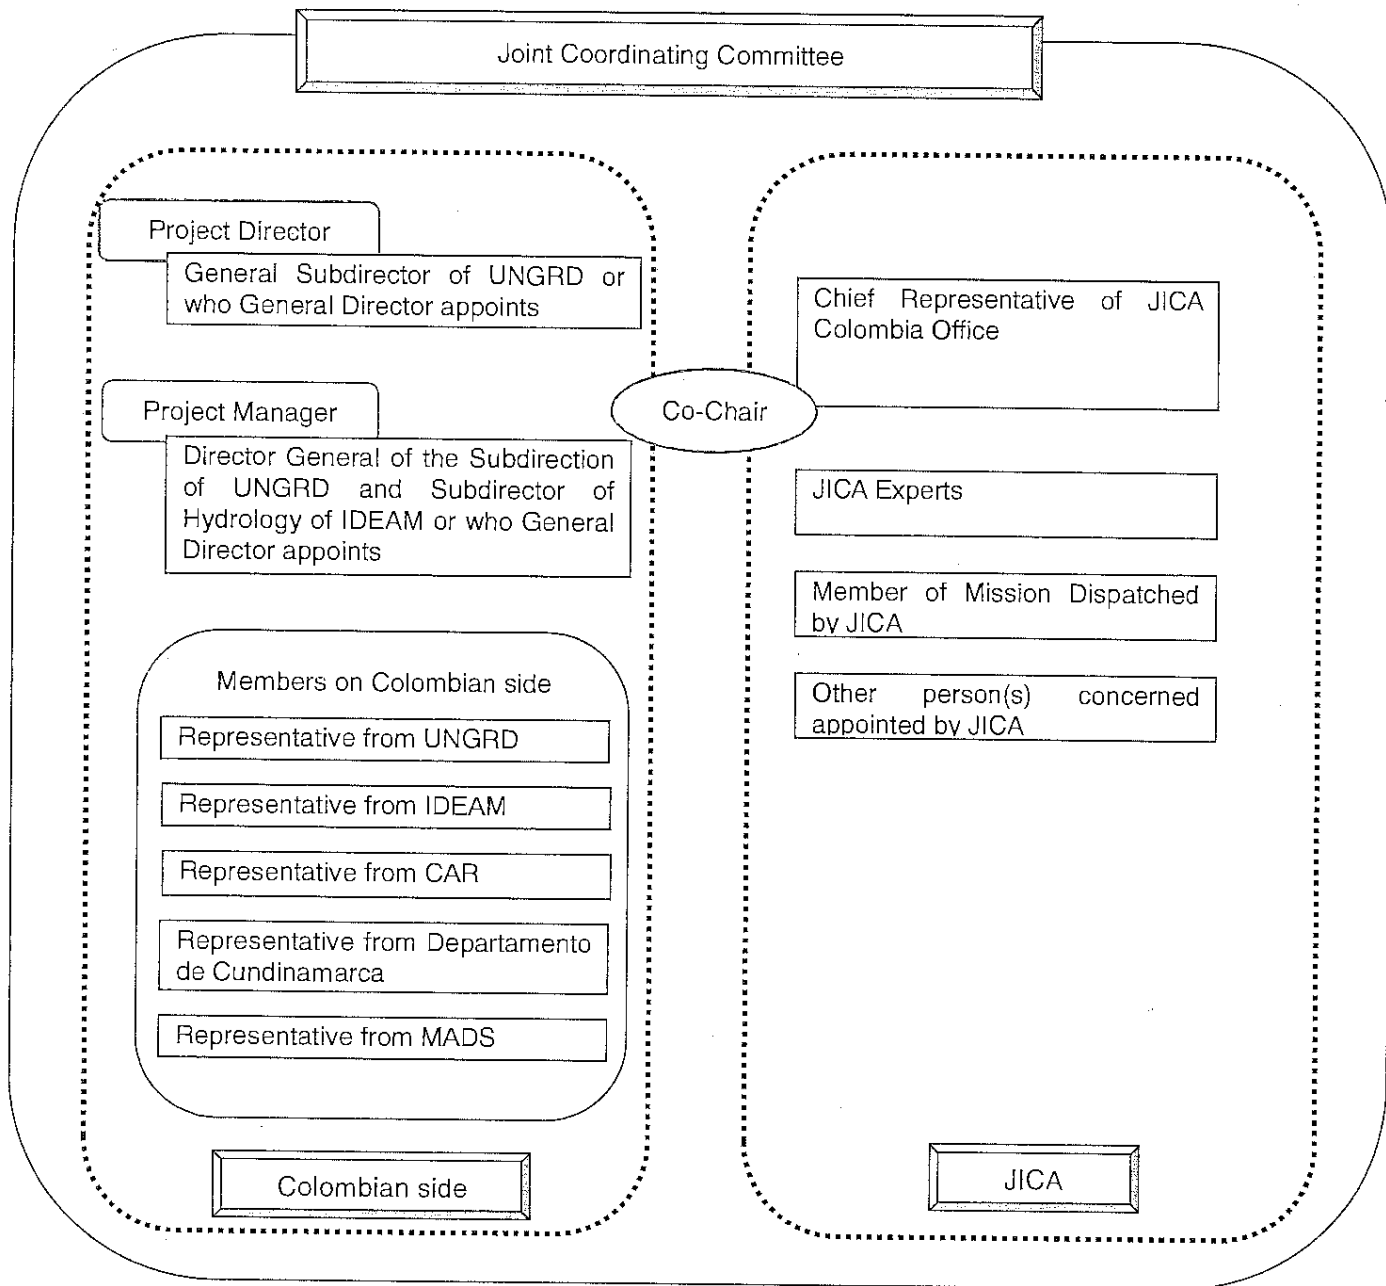 Joint Coordinating Committee
Project Director
General Subdirector of UNGRD or
who General Director appoints
Project Manager
Director General of the Subdirection
of UNGRD and Subdirector of
Hydrology of IDEAM or who General
Director appoints
Members on Colombian side
Representative from UNGRD
Representative from IDEAM
Representative from CAR
Representative from Departamento
de Cundinamarca
Representative from MADS
Colombian side
Co-Chair
Chief Representative of JICA
Colombia Office
JICA Experts
Member of Mission Dispatched
by JICA
Other person(s) concerned
appointed by JICA
JICA